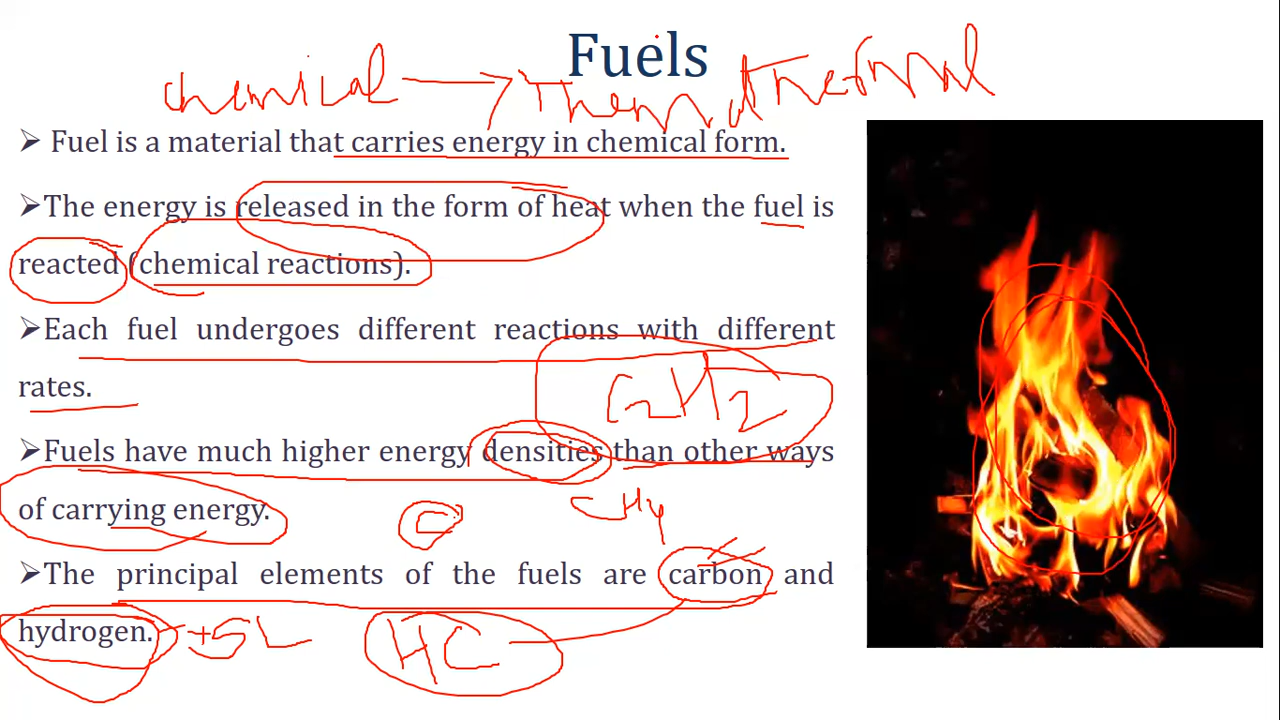 Fuels
chemical → Thermal
➢ Fuel is a material that carries energy in chemical form.
➢The energy is released in the form of heat when the fuel is
reacted (chemical reactions).
➢Each fuel undergoes different reactions with different
rates.
C2H2
➢Fuels have much higher energy densities than other ways
of carrying energy.
C
CH4
➢The principal elements of the fuels are carbon and
hydrogen.
HC